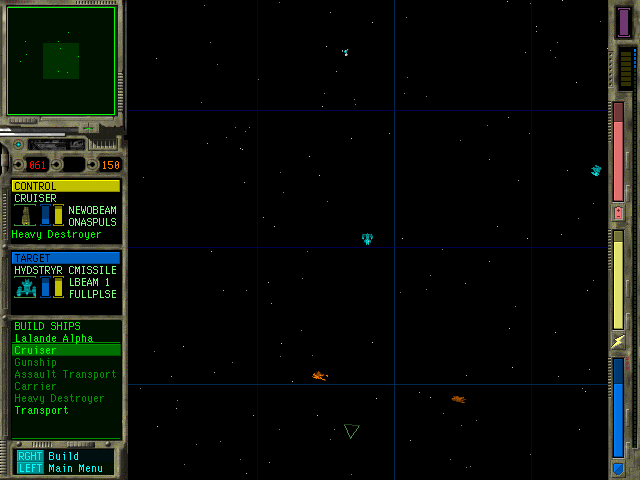 061 150
CONTROL
CRUISER
NEWOBEAM
ONASPULS
Heavy Destroyer
TARGET
HVDSTRYR CMISSILE
LBEAM 1
FULLPLSE
BUILD SHIPS
Lalande Alpha
Cruiser
Gunship
Assault Transport
Carrier
Heavy Destroyer
Transport
RGHT Build
LEFT Main Menu